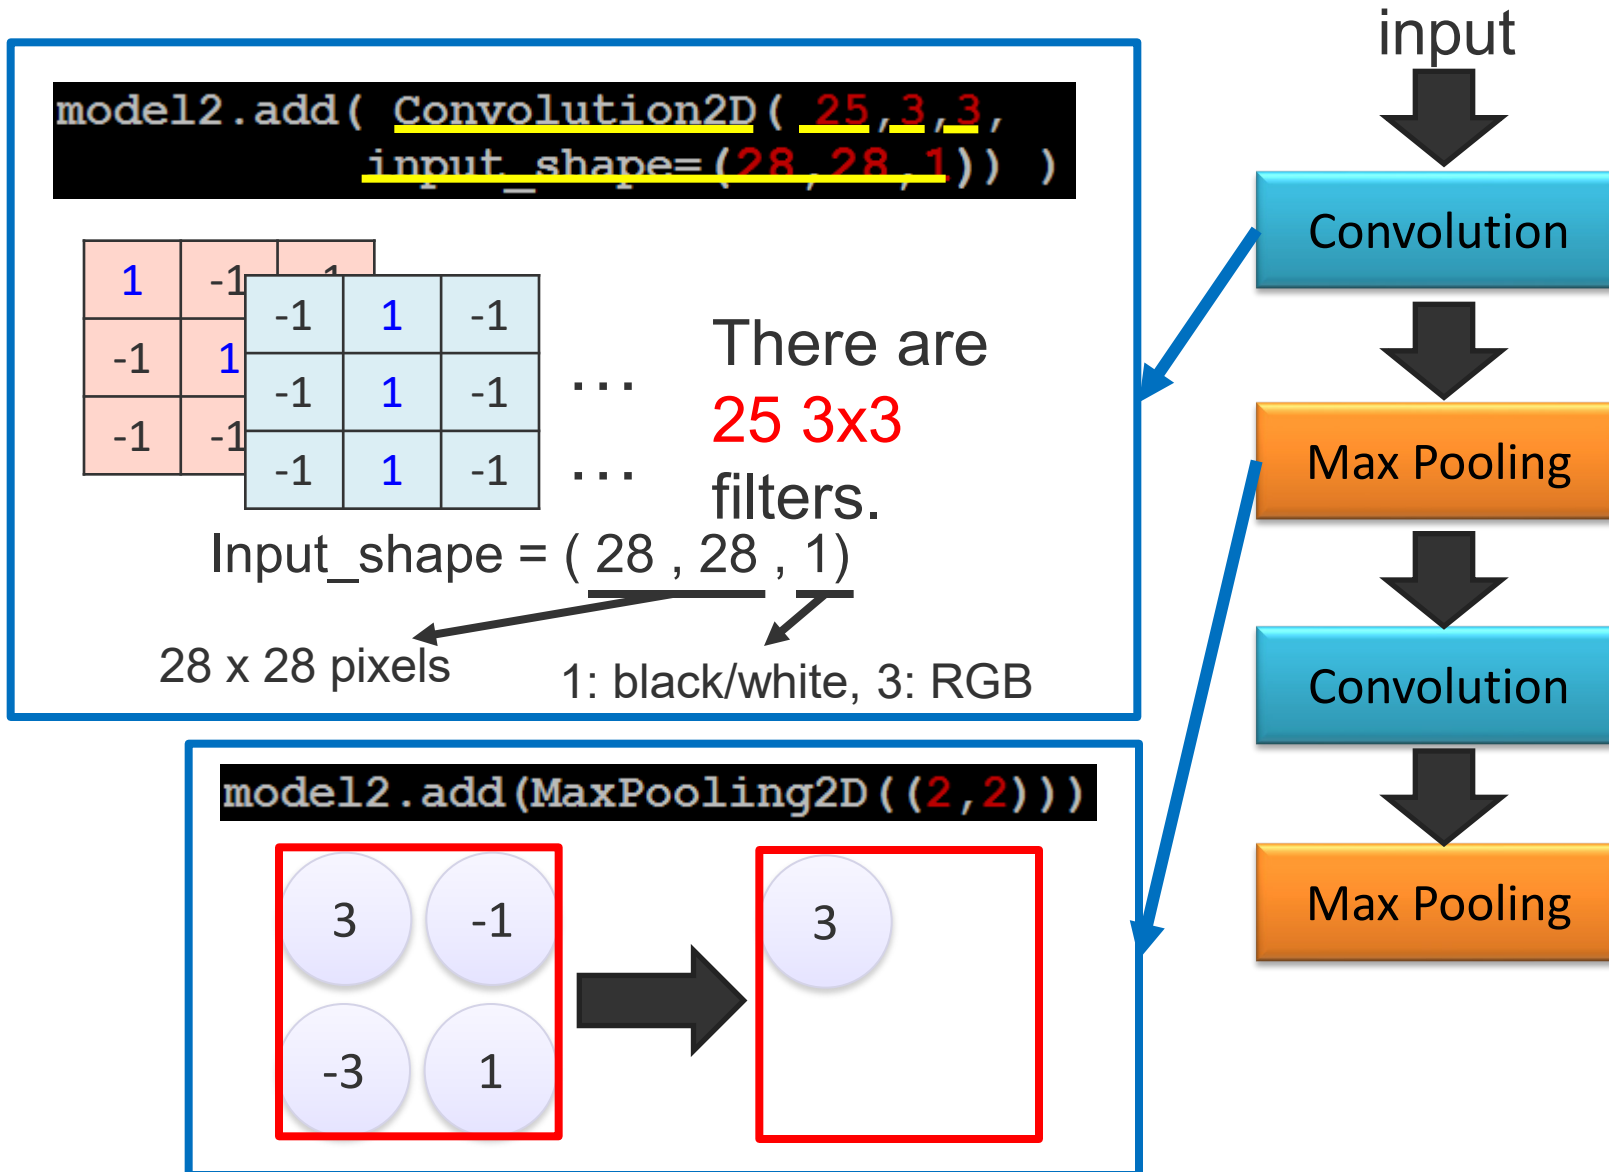 input
model2.add( Convolution2D( 25,3,3,
input_shape=(28,28,1)) )
1 -1 -1
-1 1
-1 -1
-1 1 -1
-1 1 -1
-1 1 -1
…
…
There are
25 3x3
filters.
Input_shape = ( 28 , 28 , 1)
28 x 28 pixels
1: black/white, 3: RGB
model2.add(MaxPooling2D((2,2)))
3 -1
-3 1
3
Convolution
Max Pooling
Convolution
Max Pooling